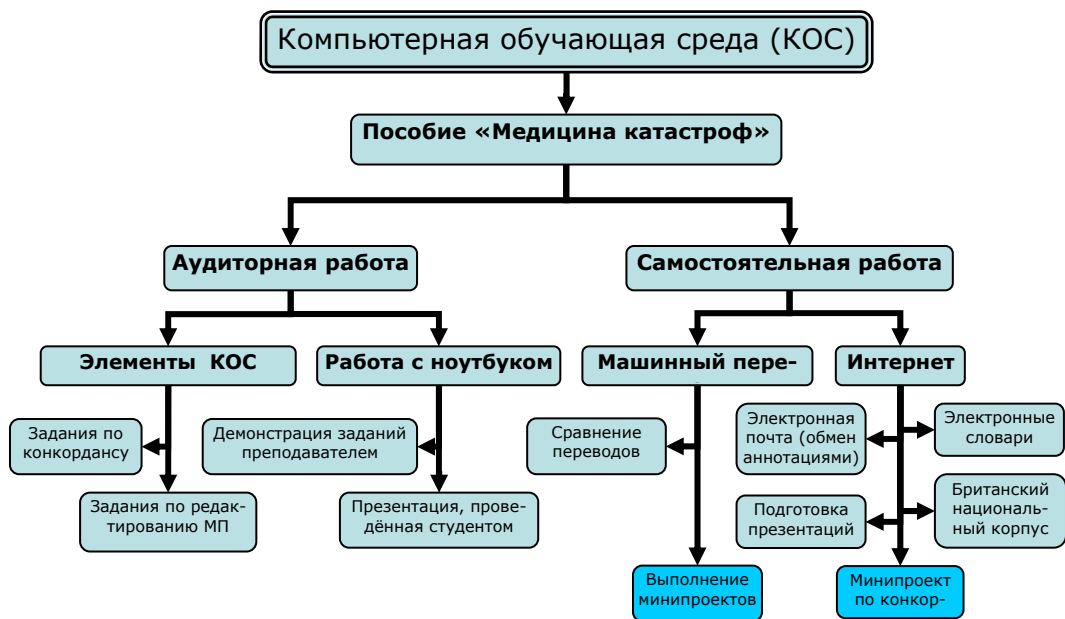 Компьютерная обучающая среда (КОС)
Пособие «Медицина катастроф»
Аудиторная работа
Самостоятельная работа
Элементы КОС
Работа с ноутбуком
Машинный пере-
Интернет
Задания по
конкордансу
Задания по редак-
тированию МП
Демонстрация заданий
преподавателем
Презентация, прове-
дённая студентом
Сравнение
переводов
Выполнение
минипроектов
Электронная
почта (обмен
аннотациями)
Электронные
словари
Подготовка
презентаций
Британский
националь-
ный корпус
Минипроект
по конкор-